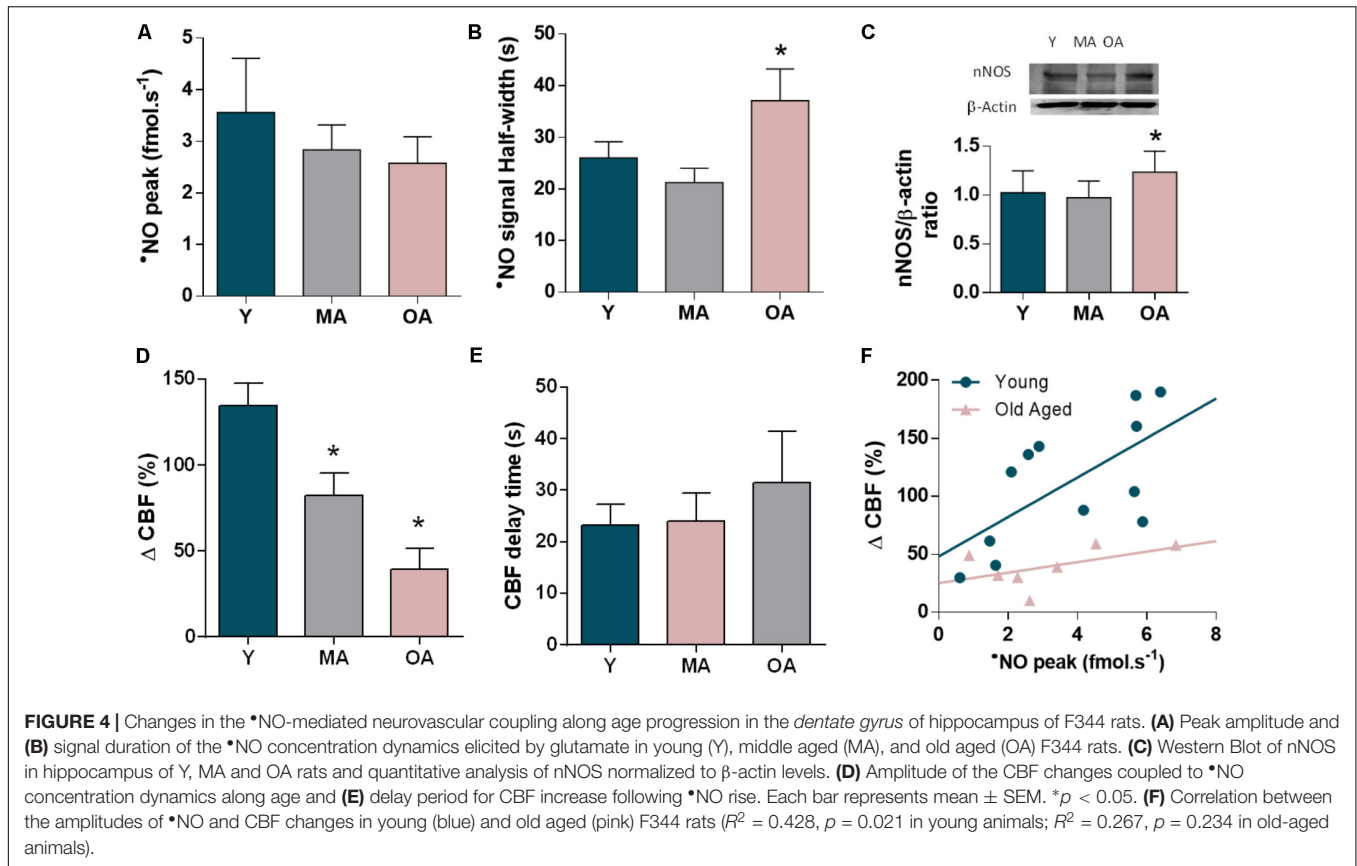 A
•NO peak (fmol.s-1)
5
4
3
2
1
0
Y MA OA
B
•NO signal Half-width (s)
50
40
30
20
10
0
*
Y MA OA
C
Y MA OA
nNOS
β-Actin
nNOS/β-actin
ratio
1.5
1.0
0.5
0.0
*
Y MA OA
D
Δ CBF (%)
150
100
50
0
* *
Y MA OA
E
CBF delay time (s)
50
40
30
20
10
0
Y MA OA
F
Δ CBF (%)
200
150
100
50
0
Young
Old Aged
0 2 4 6 8
•NO peak (fmol.s-1)
FIGURE 4 | Changes in the •NO-mediated neurovascular coupling along age progression in the dentate gyrus of hippocampus of F344 rats. (A) Peak amplitude and
(B) signal duration of the •NO concentration dynamics elicited by glutamate in young (Y), middle aged (MA), and old aged (OA) F344 rats. (C) Western Blot of nNOS
in hippocampus of Y, MA and OA rats and quantitative analysis of nNOS normalized to β-actin levels. (D) Amplitude of the CBF changes coupled to •NO
concentration dynamics along age and (E) delay period for CBF increase following •NO rise. Each bar represents mean ± SEM. *p < 0.05. (F) Correlation between
the amplitudes of •NO and CBF changes in young (blue) and old aged (pink) F344 rats (R2 = 0.428, p = 0.021 in young animals; R2 = 0.267, p = 0.234 in old-aged
animals).